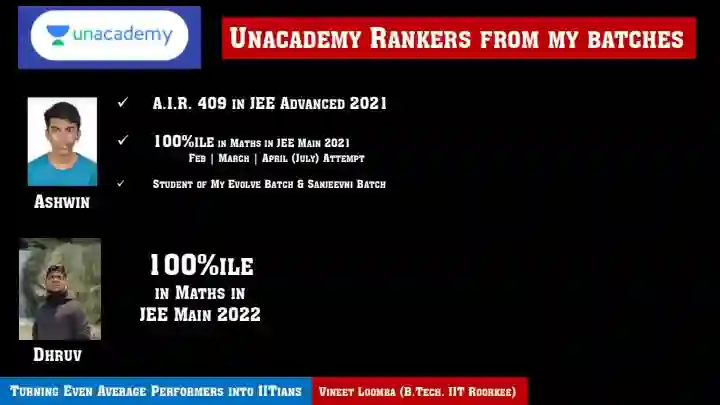 unacademy
Unacademy Rankers from my batches
✓ A.I.R. 409 in JEE Advanced 2021
✓ 100%ile in Maths in JEE Main 2021
Feb | March | April (July) Attempt
✓ Student of My Evolve Batch & Sanjeevni Batch
Ashwin
100%ile
in Maths in
JEE Main 2022
Dhruv
Turning Even Average Performers into IITians
Vineet Loomba (B.Tech. IIT Roorkee)